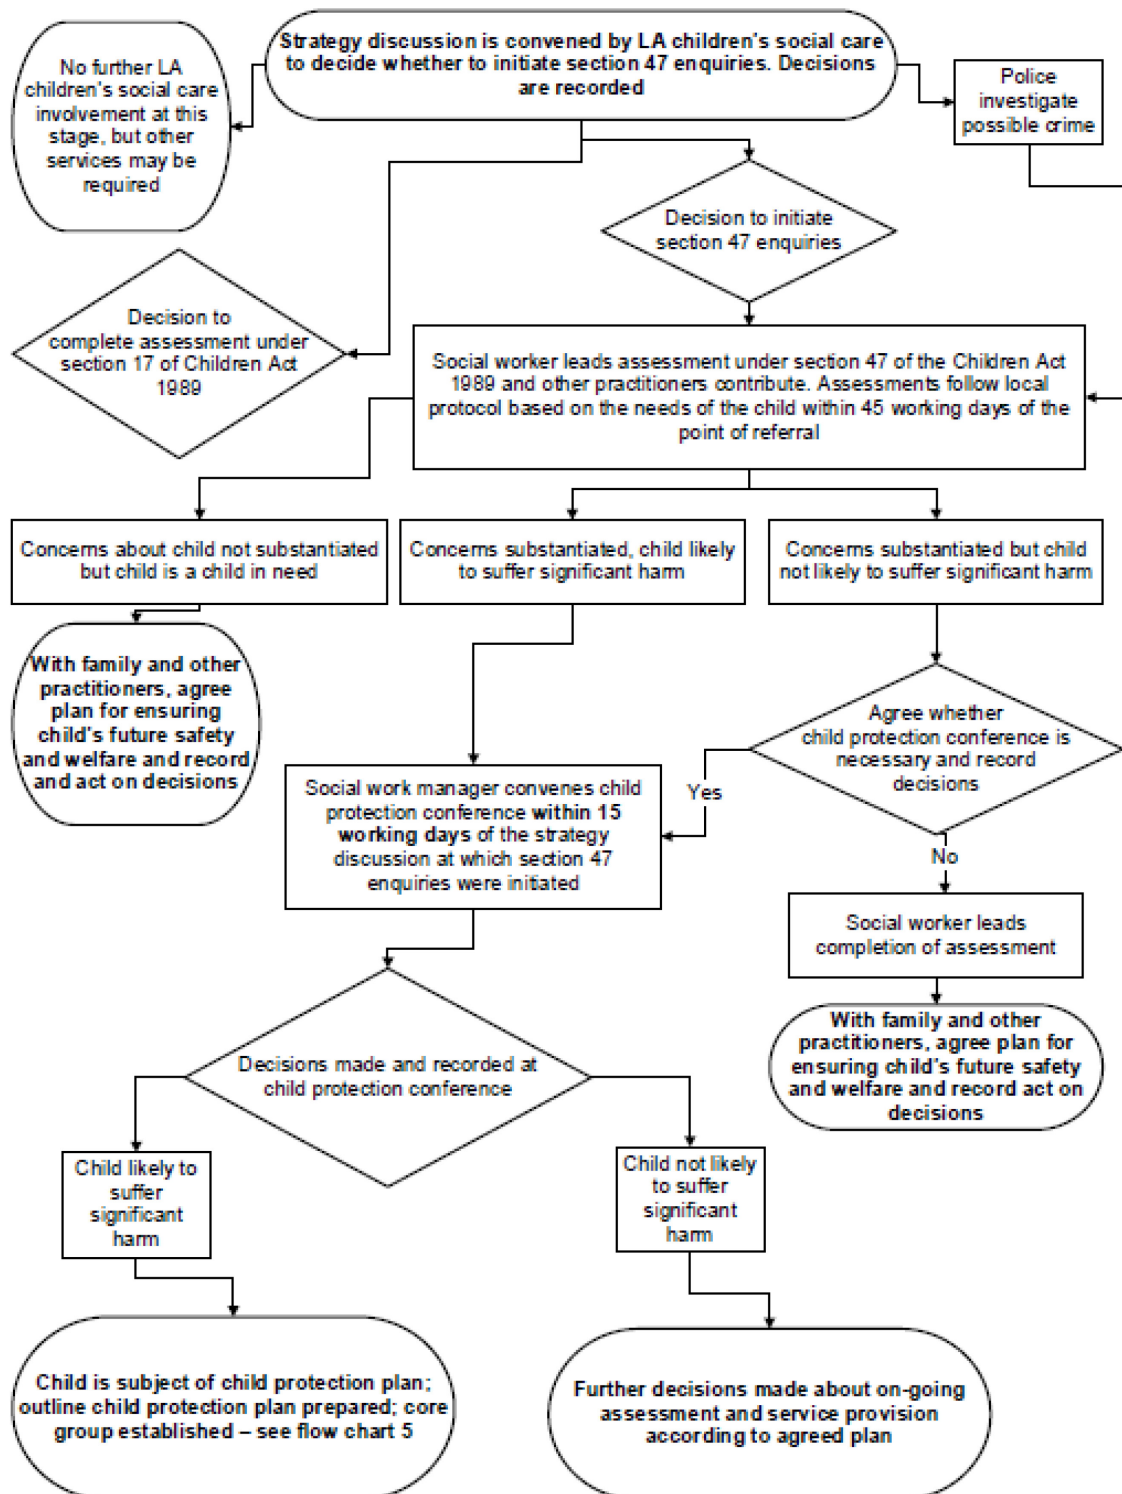 Strategy discussion is convened by LA children's social care
to decide whether to initiate section 47 enquiries. Decisions
are recorded
No further LA
children's social care
involvement at this
stage, but other
services may be
required
Police
investigate
possible crime
Decision to initiate
section 47 enquiries
Decision to
complete assessment under
section 17 of Children Act
1989
Social worker leads assessment under section 47 of the Children Act
1989 and other practitioners contribute. Assessments follow local
protocol based on the needs of the child within 45 working days of the
point of referral
Concerns about child not substantiated
but child is a child in need
Concerns substantiated, child likely
to suffer significant harm
Concerns substantiated but child
not likely to suffer significant harm
With family and other
practitioners, agree
plan for ensuring
child's future safety
and welfare and record
and act on decisions
Agree whether
child protection conference is
necessary and record
decisions
Yes
No
Social work manager convenes child
protection conference within 15
working days of the strategy
discussion at which section 47
enquiries were initiated
Social worker leads
completion of assessment
With family and other
practitioners, agree plan for
ensuring child's future safety
and welfare and record act on
decisions
Decisions made and recorded at
child protection conference
Child likely to
suffer
significant
harm
Child not likely
to suffer
significant
harm
Child is subject of child protection plan;
outline child protection plan prepared; core
group established – see flow chart 5
Further decisions made about on-going
assessment and service provision
according to agreed plan